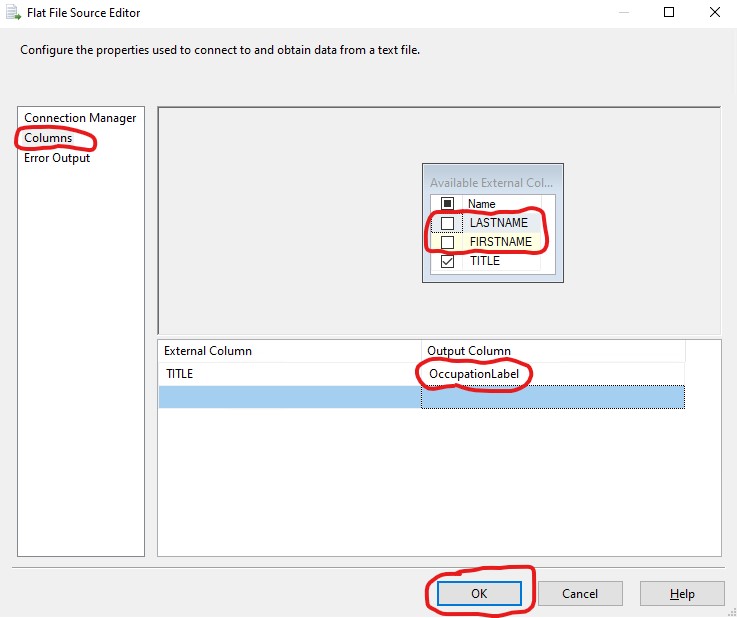 Flat File Source Editor
Configure the properties used to connect to and obtain data from a text file.
Connection Manager
Columns
Error Output
Available External Col...
Name
LASTNAME
FIRSTNAME
TITLE
External Column Output Column
TITLE OccupationLabel
OK Cancel Help